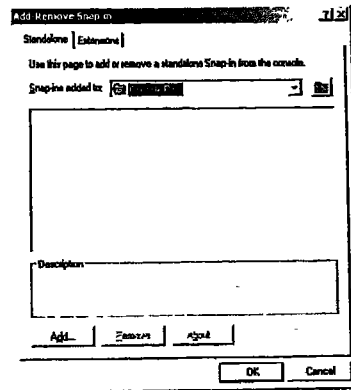 Add/Remove Snap-in
Standalone Extensions
Use this page to add or remove a standalone Snap-in from the console.
Snap-ins added to:
Description
Add... Remove About
OK Cancel